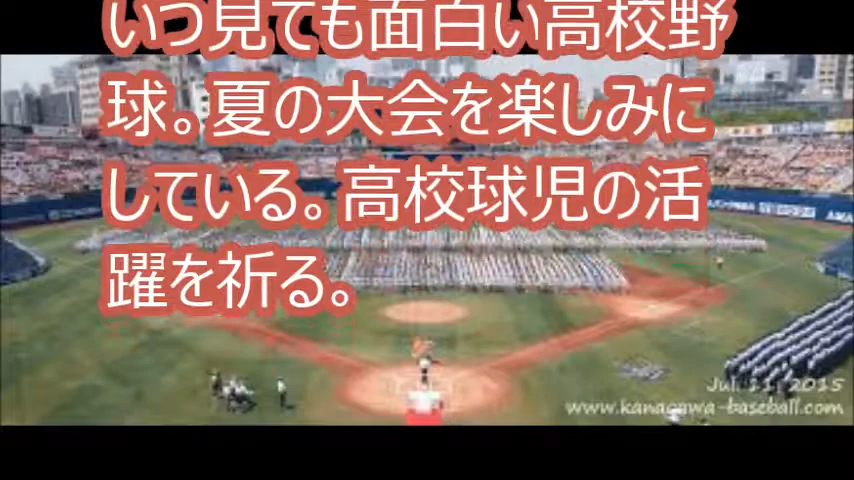 いつ見ても面白い高校野
球。夏の大会を楽しみに
している。高校球児の活
躍を祈る。
Jul. 11, 2015
www.kanagawa-baseball.com